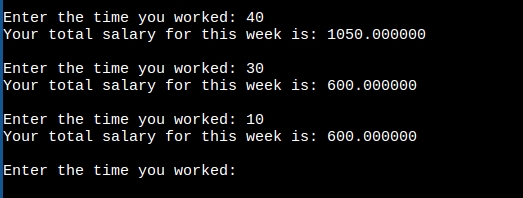 Enter the time you worked: 40
Your total salary for this week is: 1050.000000
Enter the time you worked: 30
Your total salary for this week is: 600.000000
Enter the time you worked: 10
Your total salary for this week is: 600.000000
Enter the time you worked: